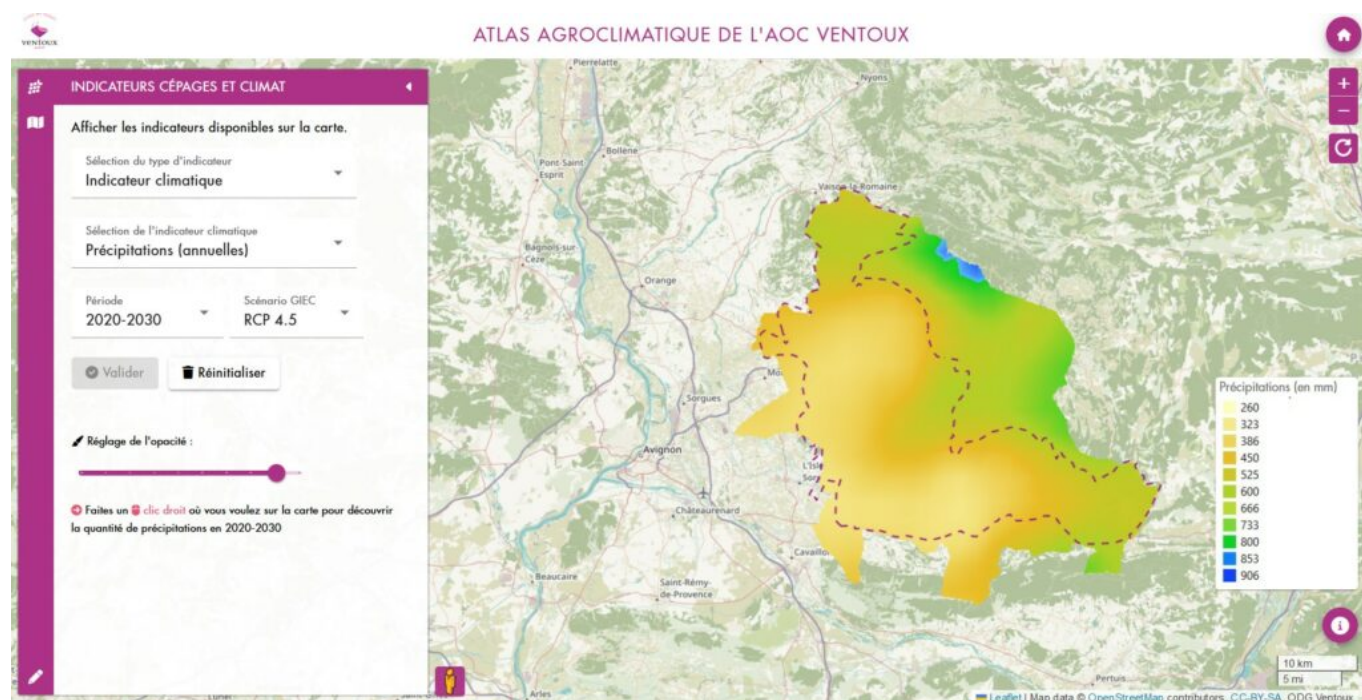 VENTOUX
ATLAS AGROCLIMATIQUE DE L'AOC VENTOUX
INDICATEURS CÉPAGES ET CLIMAT
Afficher les indicateurs disponibles sur la carte.
Sélection du type d'indicateur
Indicateur climatique
Sélection de l'indicateur climatique
Précipitations (annuelles)
Période
2020-2030
Scénario GIEC
RCP 4.5
Valider
Réinitialiser
Réglage de l'opacité :
Faites un clic droit où vous voulez sur la carte pour découvrir
la quantité de précipitations en 2020-2030
Pierrelatte
Nyons
Bollène
Pont-Saint
Esprit
Vaison-la-Romaine
Bagnols-sur-
Cèze
Orange
Mo
Sorgues
Avignon
L'Isle
Sor
Châteaurenard
Cavaillon
Beaucaire
Saint-Rémy-
de-Provence
Pertuis
Arles
+
−
Précipitations (en mm)
260
323
386
450
525
600
666
733
800
853
906
10 km
5 mi
Leaflet | Map data © OpenStreetMap contributors, CC-BY-SA, ODG Ventoux